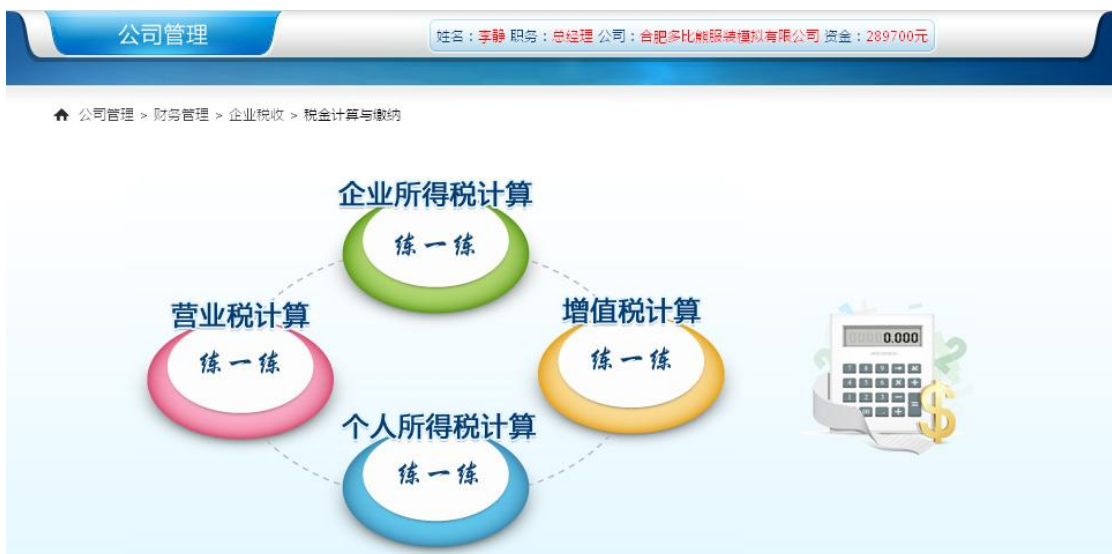 公司管理
姓名：李静 职务：总经理 公司：合肥多比熊服装模拟有限公司 资金：289700元
公司管理 > 财务管理 > 企业税收 > 税金计算与缴纳
企业所得税计算
练一练
营业税计算
练一练
增值税计算
练一练
个人所得税计算
练一练
0.000